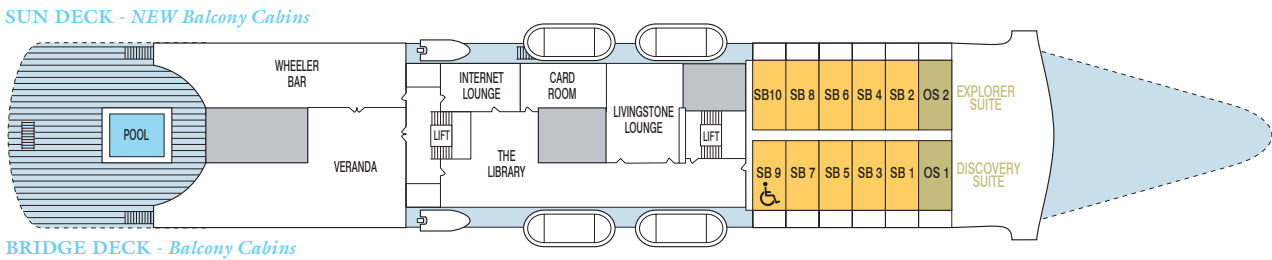 SUN DECK - NEW Balcony Cabins
WHEELER
BAR
INTERNET
LOUNGE
CARD
ROOM
LIVINGSTONE
LOUNGE
SB10
SB 8
SB 6
SB 4
SB 2
OS 2
EXPLORER
SUITE
POOL
LIFT
LIFT
VERANDA
THE
LIBRARY
SB 9
SB 7
SB 5
SB 3
SB 1
OS 1
DISCOVERY
SUITE
BRIDGE DECK - Balcony Cabins